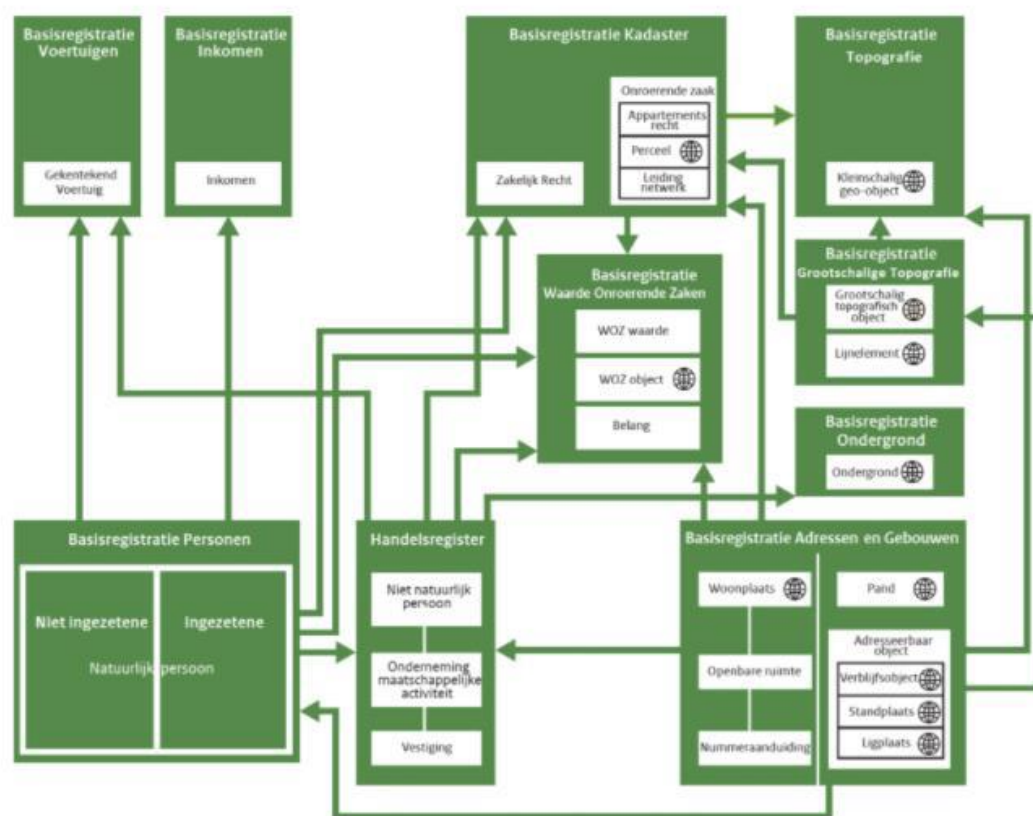 Basisregistratie
Voertuigen
Gekentekend
Voertuig
Basisregistratie
Inkomen
Inkomen
Basisregistratie Kadaster
Onroerende zaak
Appartements
recht
Perceel
Leiding
netwerk
Zakelijk Recht
Basisregistratie
Topografie
Kleinschalig
geo-object
Basisregistratie
Grootschalige Topografie
Grootschalig
topografisch
object
Lijnelement
Basisregistratie
Waarde Onroerende Zaken
WOZ waarde
WOZ object
Belang
Basisregistratie
Ondergrond
Ondergrond
Basisregistratie Personen
Niet ingezetene
Ingezetene
Natuurlijk persoon
Handelsregister
Niet natuurlijk
persoon
Onderneming
maatschappelijke
activiteit
Vestiging
Basisregistratie Adressen en Gebouwen
Woonplaats
Openbare ruimte
Nummeraanduiding
Pand
Adresseerbaar
object
Verblijfsobject
Standplaats
Ligplaats